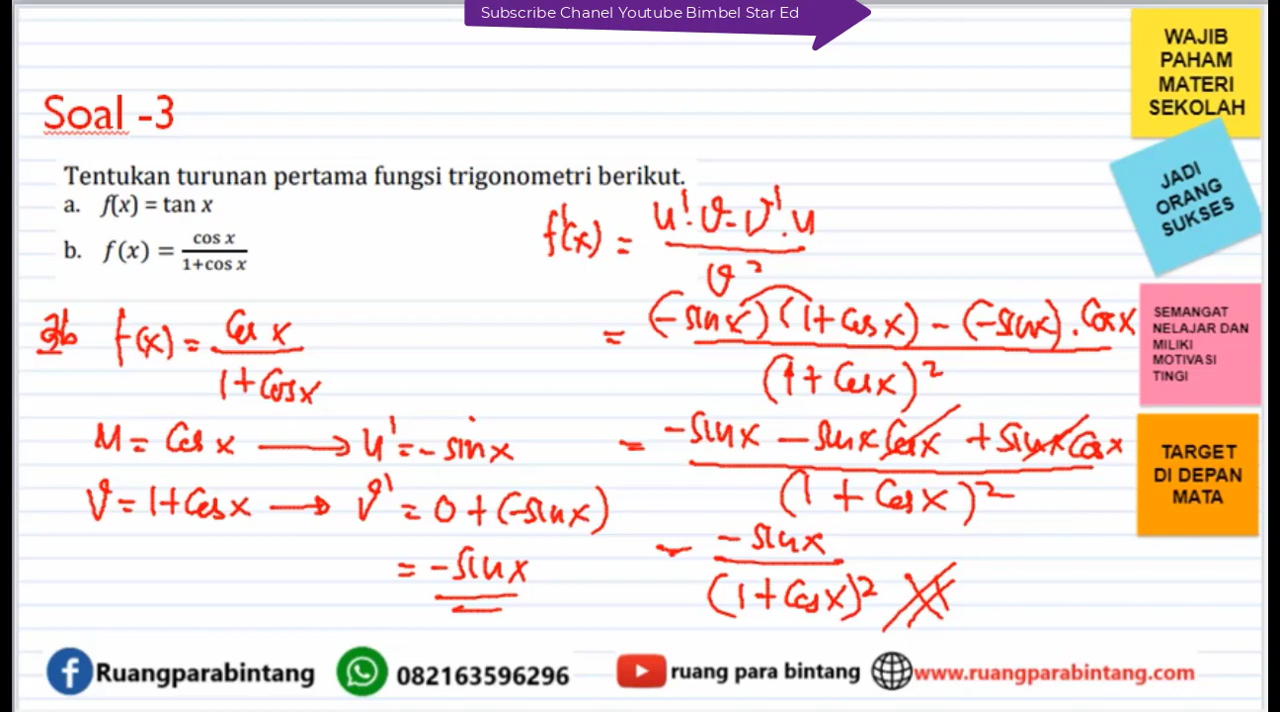 Subscribe Chanel Youtube Bimbel Star Ed
WAJIB
PAHAM
MATERI
SEKOLAH
JADI
ORANG
SUKSES
SEMANGAT
NELAJAR DAN
MILIKI
MOTIVASI
TINGI
TARGET
DI DEPAN
MATA
Soal -3
Tentukan turunan pertama fungsi trigonometri berikut.
a. f(x) = tan x
b. f(x) = cos x / 1+cos x
3b f(x) = Cos x / 1 + Cos x
u = Cos x → u' = - sin x
v = 1 + Cos x → v' = 0 + (-sin x)
= -sin x
f'(x) = u'.v - v'.u / v²
= (-sin x)(1 + Cos x) - (-sin x).Cos x / (1 + Cos x)²
= -sin x - sin x Cos x + sin x Cos x / (1 + Cos x)²
= -sin x / (1 + Cos x)²
Ruangparabintang
082163596296
ruang para bintang
www.ruangparabintang.com